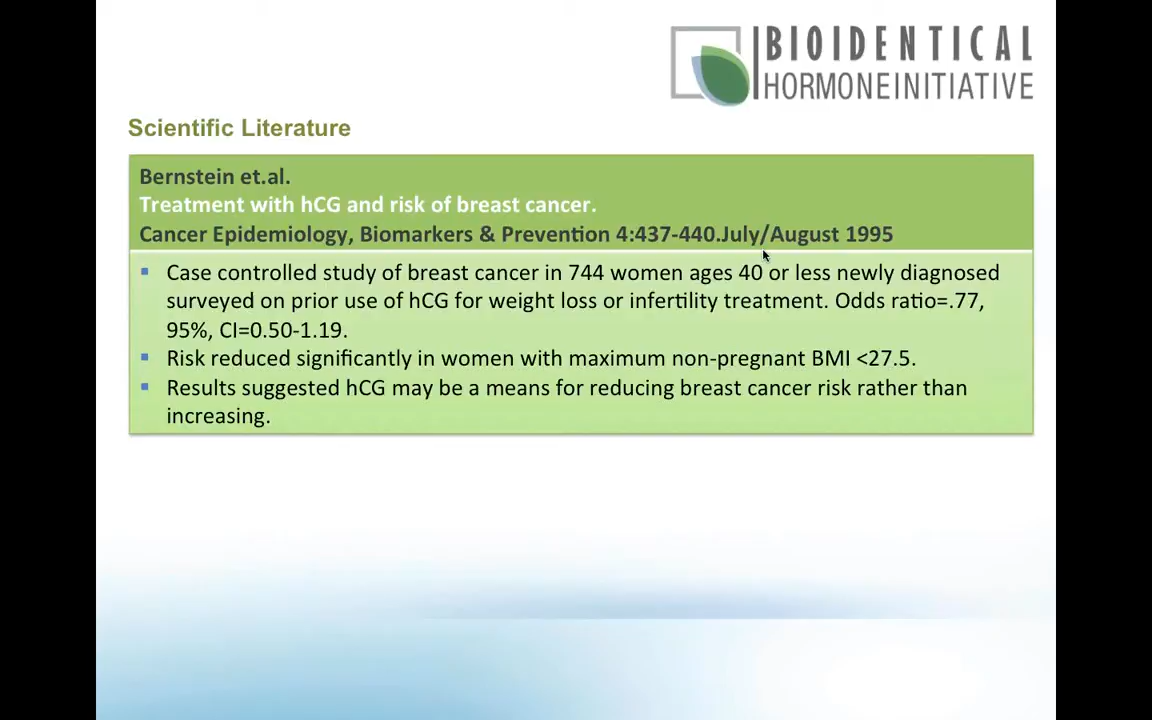 BIOIDENTICAL
HORMONEINITIATIVE
Scientific Literature
Bernstein et.al.
Treatment with hCG and risk of breast cancer.
Cancer Epidemiology, Biomarkers & Prevention 4:437-440.July/August 1995
▪ Case controlled study of breast cancer in 744 women ages 40 or less newly diagnosed
surveyed on prior use of hCG for weight loss or infertility treatment. Odds ratio=.77,
95%, CI=0.50-1.19.
▪ Risk reduced significantly in women with maximum non-pregnant BMI <27.5.
▪ Results suggested hCG may be a means for reducing breast cancer risk rather than
increasing.